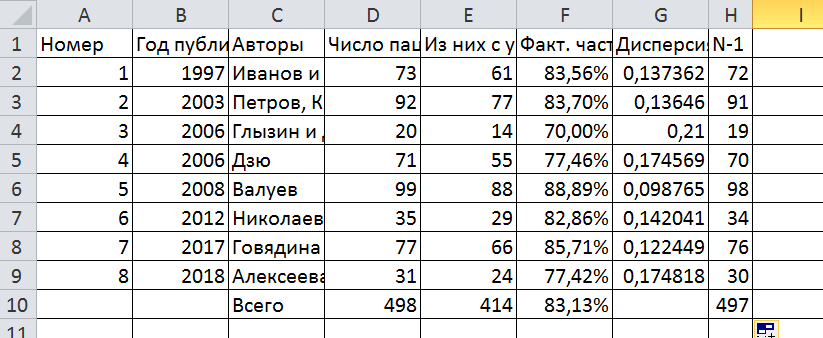 A B C D E F G H I
1 Номер Год публи Авторы Число пац Из них с у Факт. част Дисперсия N-1
2 1 1997 Иванов и 73 61 83,56% 0,137362 72
3 2 2003 Петров, К 92 77 83,70% 0,13646 91
4 3 2006 Глызин и 20 14 70,00% 0,21 19
5 4 2006 Дзю 71 55 77,46% 0,174569 70
6 5 2008 Валуев 99 88 88,89% 0,098765 98
7 6 2012 Николаев 35 29 82,86% 0,142041 34
8 7 2017 Говядина 77 66 85,71% 0,122449 76
9 8 2018 Алексеева 31 24 77,42% 0,174818 30
10 Всего 498 414 83,13% 497
11